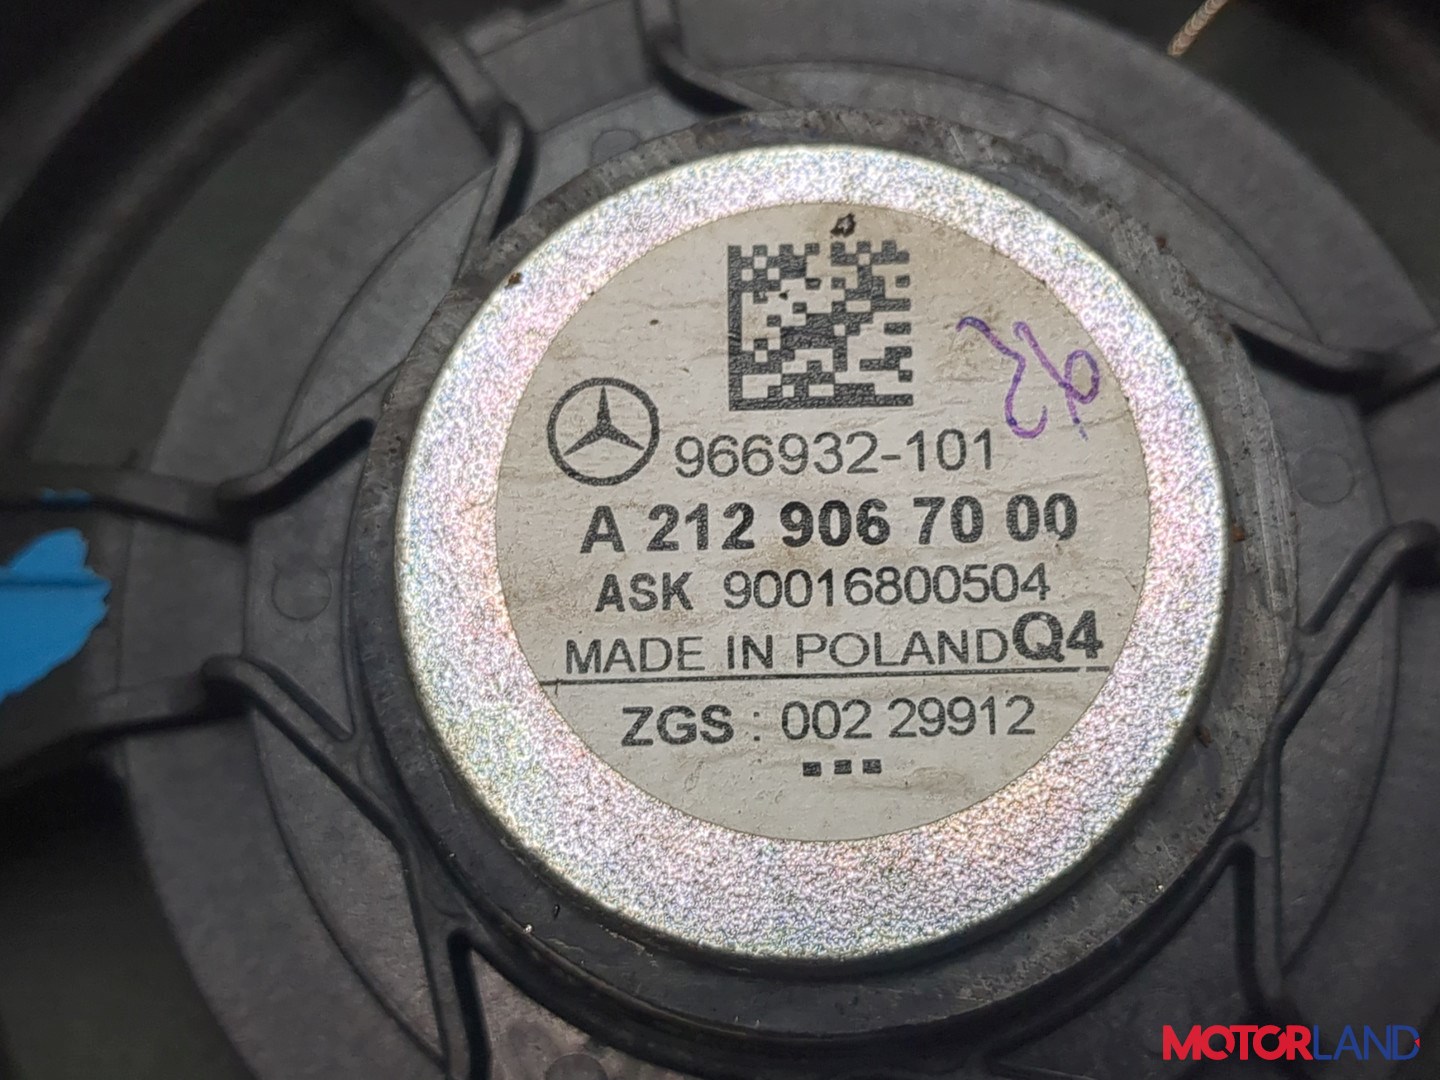 966932-101
A 212 906 70 00
ASK 90016800504
MADE IN POLAND Q4
ZGS : 002 29912
MOTORLAND